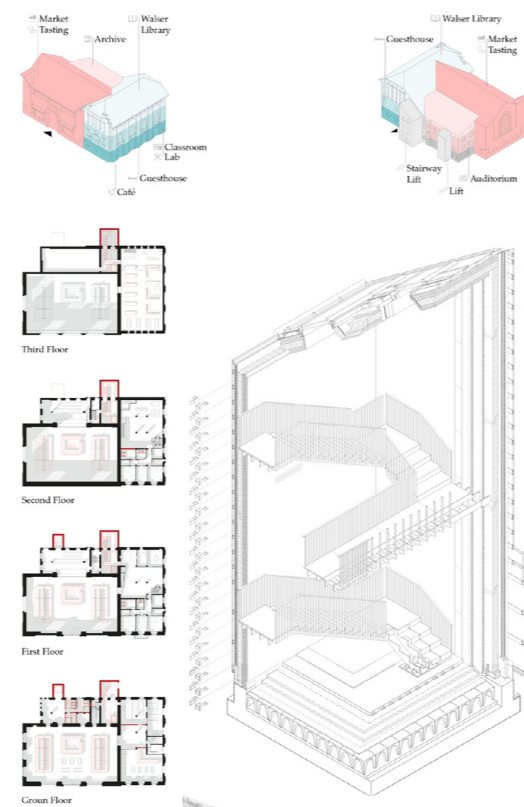 Market
Tasting
Archive
Walser
Library
Classroom
Lab
Guesthouse
Café
Walser Library
Guesthouse
Market
Tasting
Stairway
Lift
Lift
Auditorium
Third Floor
Second Floor
First Floor
Groun Floor